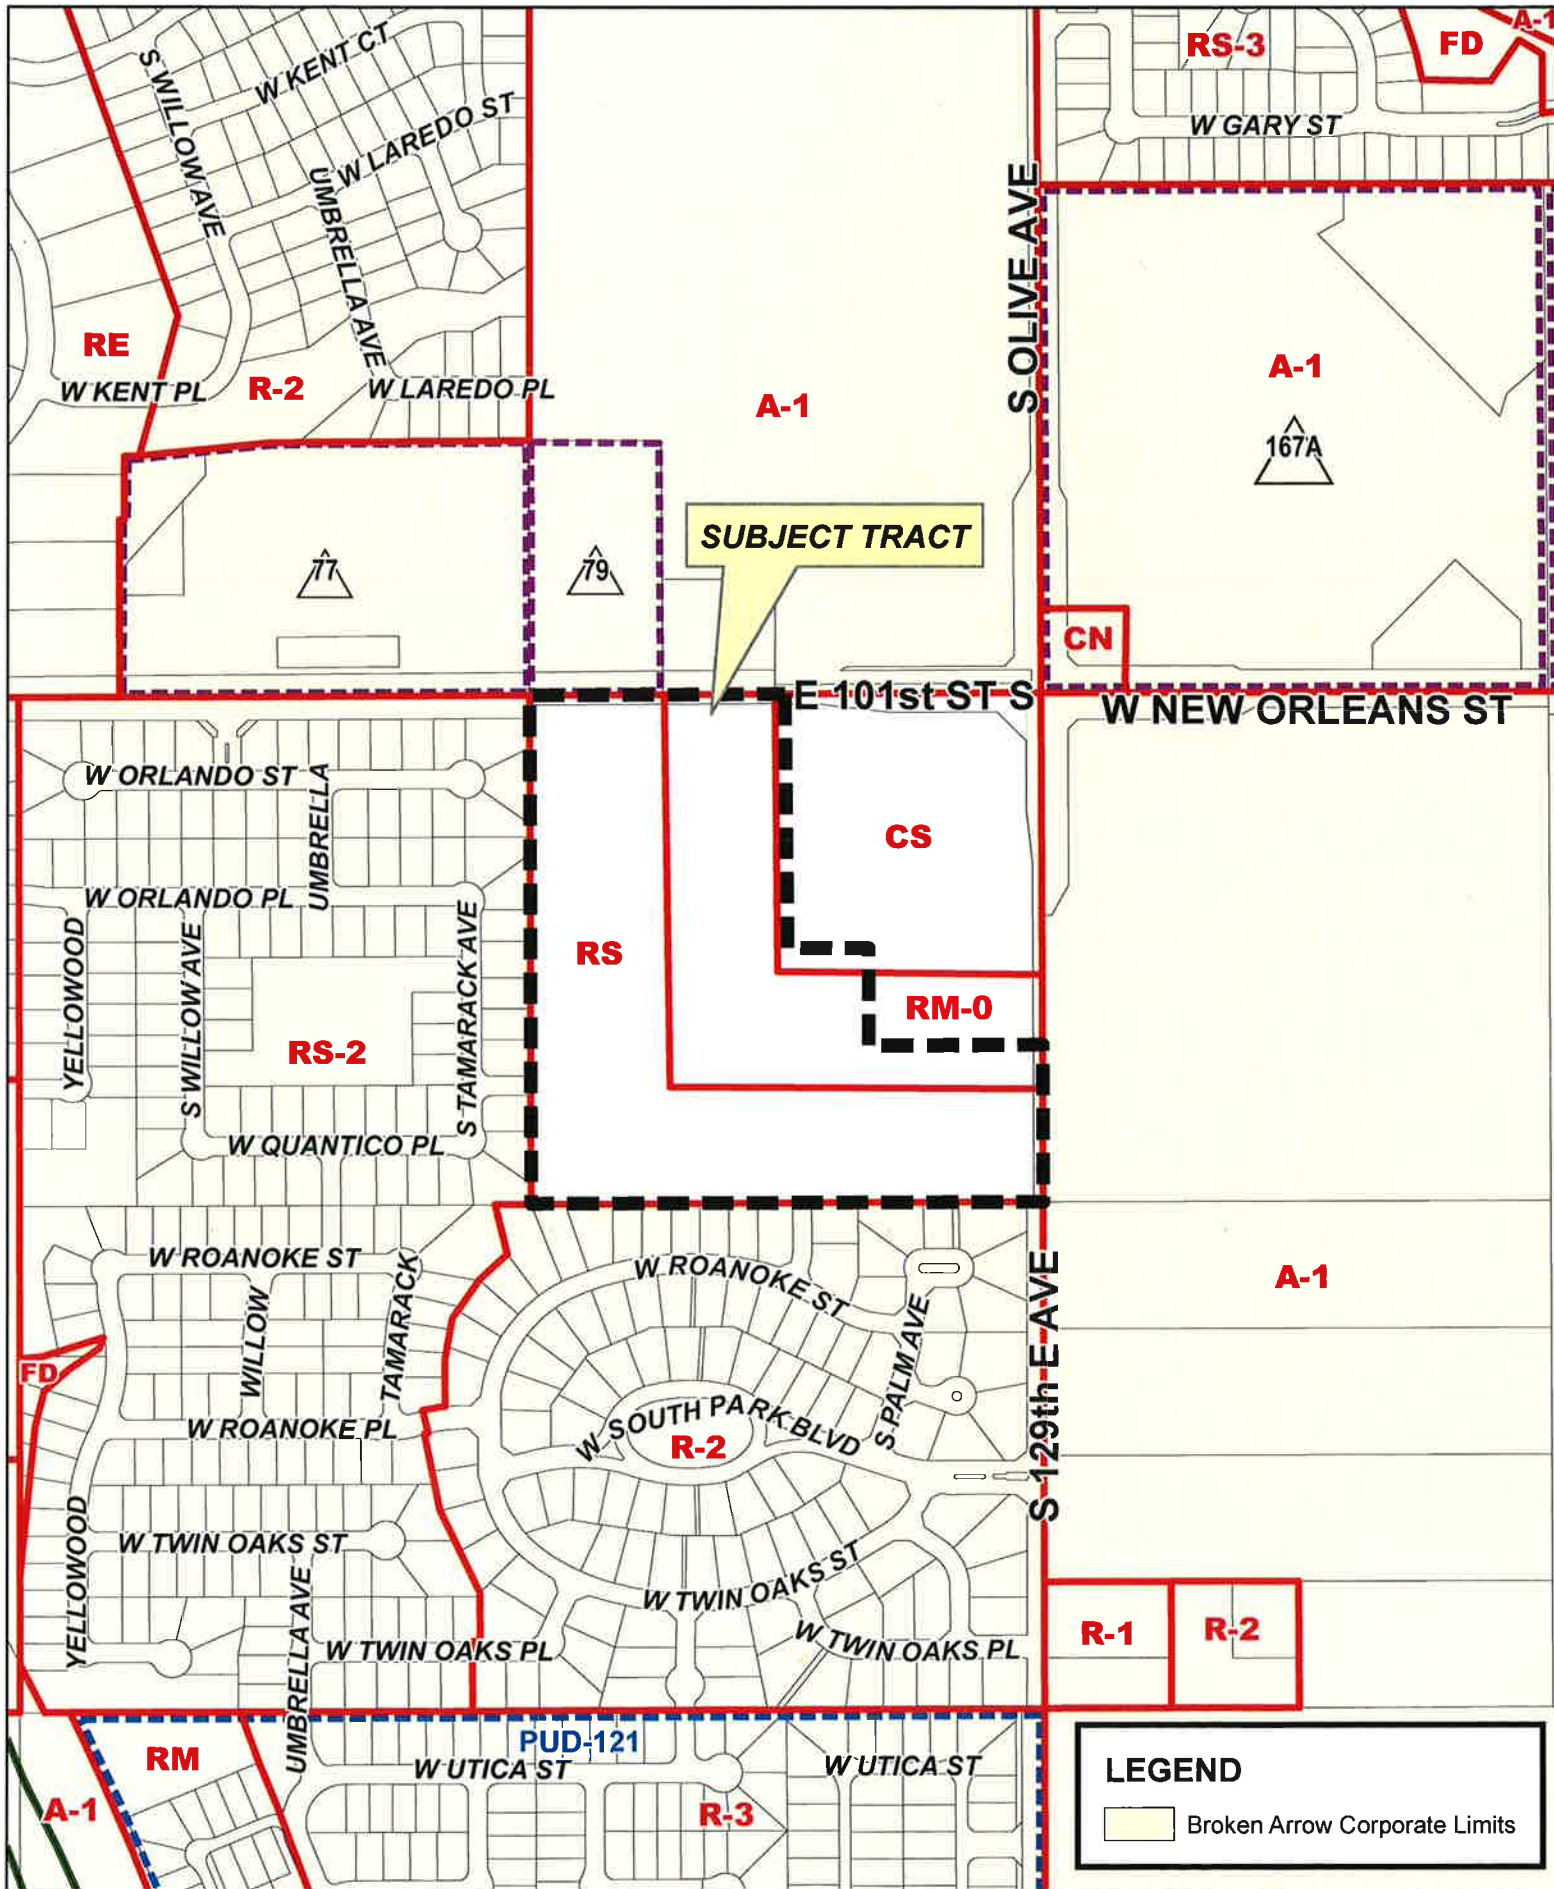 A-1
RS-3
FD
W KENT CT
S WILLOW AVE
W LAREDO ST
W GARY ST
UMBRELLA AVE
S OLIVE AVE
RE
W KENT PL
R-2
W LAREDO PL
A-1
A-1
167A
SUBJECT TRACT
77
79
CN
E 101st ST S
W NEW ORLEANS ST
W ORLANDO ST
UMBRELLA
CS
W ORLANDO PL
YELLOWOOD
S WILLOW AVE
S TAMARACK AVE
RS
RM-0
RS-2
W QUANTICO PL
W ROANOKE ST
WILLOW
TAMARACK
W ROANOKE ST
S PALM AVE
S 129th E AVE
A-1
FD
W ROANOKE PL
W SOUTH PARK BLVD
R-2
YELLOWOOD
W TWIN OAKS ST
UMBRELLA AVE
W TWIN OAKS ST
W TWIN OAKS PL
W TWIN OAKS PL
R-1
R-2
RM
PUD-121
W UTICA ST
W UTICA ST
A-1
R-3
LEGEND
Broken Arrow Corporate Limits